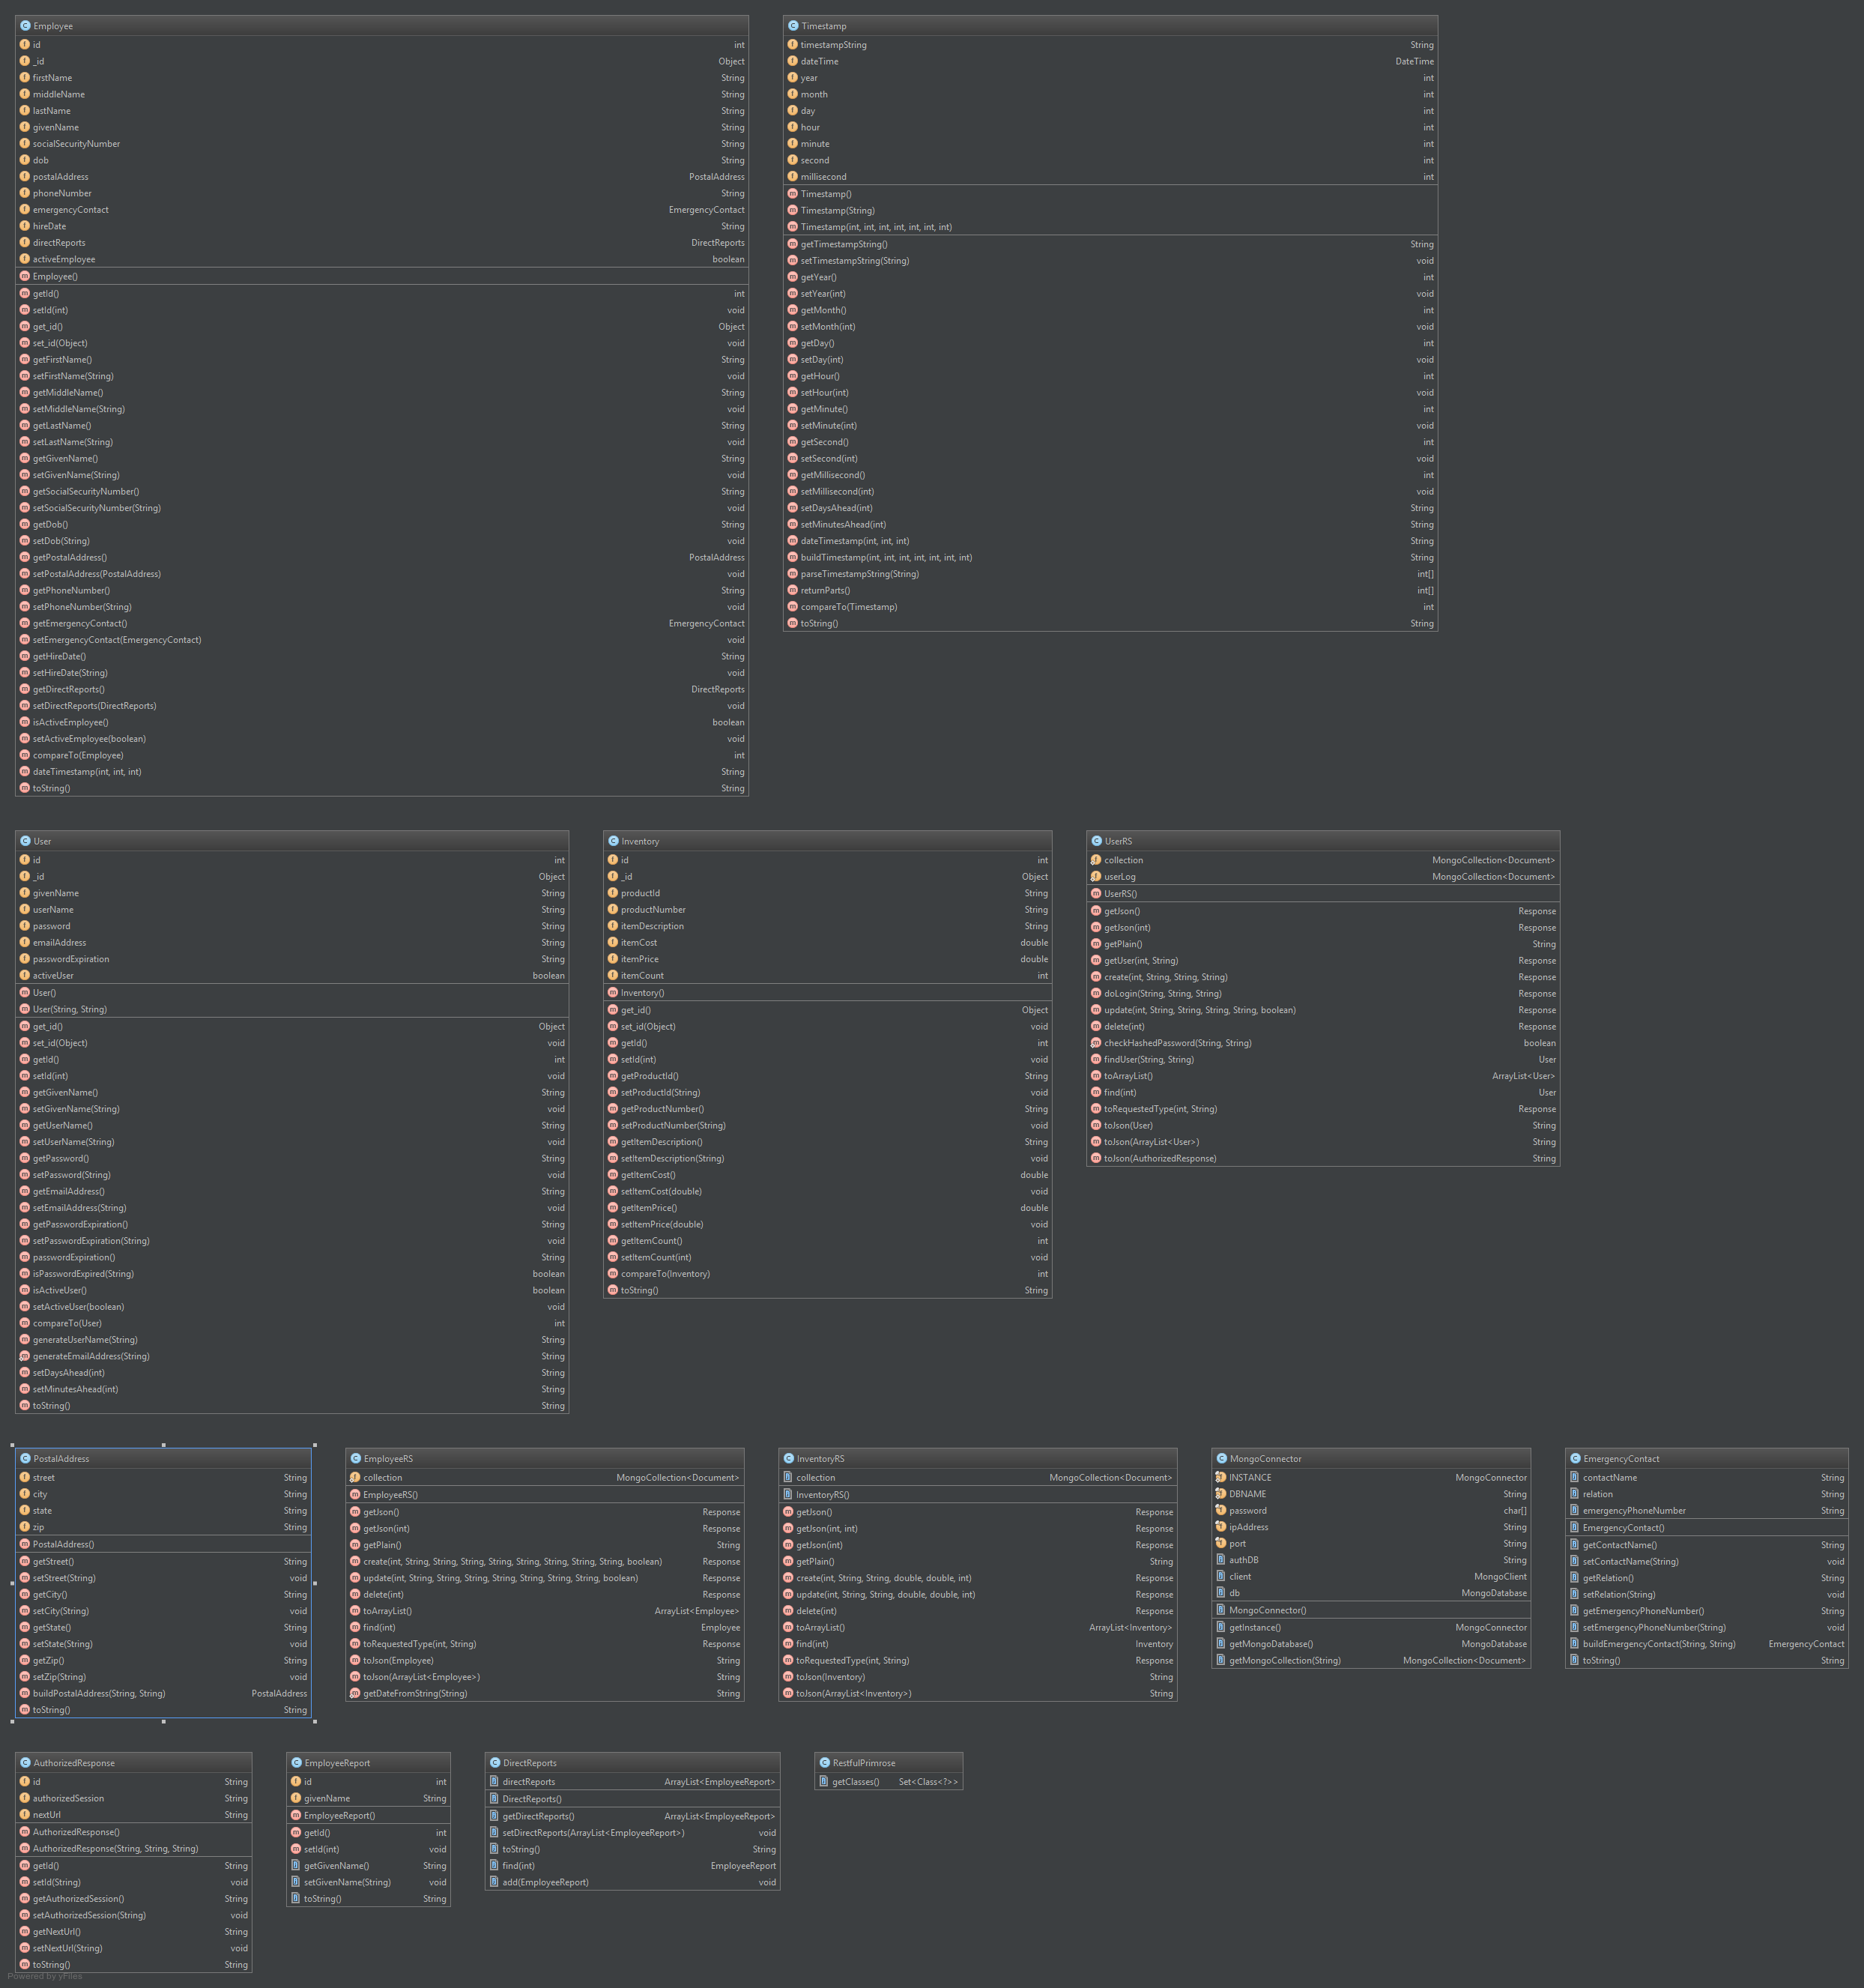 Employee
id int
_id Object
firstName String
middleName String
lastName String
givenName String
socialSecurityNumber String
dob String
postalAddress PostalAddress
phoneNumber String
emergencyContact EmergencyContact
hireDate String
directReports DirectReports
activeEmployee boolean
Employee()
getId() int
setId(int) void
get_id() Object
set_id(Object) void
getFirstName() String
setFirstName(String) void
getMiddleName() String
setMiddleName(String) void
getLastName() String
setLastName(String) void
getGivenName() String
setGivenName(String) void
getSocialSecurityNumber() String
setSocialSecurityNumber(String) void
getDob() String
setDob(String) void
getPostalAddress() PostalAddress
setPostalAddress(PostalAddress) void
getPhoneNumber() String
setPhoneNumber(String) void
getEmergencyContact() EmergencyContact
setEmergencyContact(EmergencyContact) void
getHireDate() String
setHireDate(String) void
getDirectReports() DirectReports
setDirectReports(DirectReports) void
isActiveEmployee() boolean
setActiveEmployee(boolean) void
compareTo(Employee) int
dateTimestamp(int, int, int) String
toString() String
Timestamp
timestampString String
dateTime DateTime
year int
month int
day int
hour int
minute int
second int
millisecond int
Timestamp()
Timestamp(String)
Timestamp(int, int, int, int, int, int, int)
getTimestampString() String
setTimestampString(String) void
getYear() int
setYear(int) void
getMonth() int
setMonth(int) void
getDay() int
setDay(int) void
getHour() int
setHour(int) void
getMinute() int
setMinute(int) void
getSecond() int
setSecond(int) void
getMillisecond() int
setMillisecond(int) void
setDaysAhead(int) String
setMinutesAhead(int) String
dateTimestamp(int, int, int) String
buildTimestamp(int, int, int, int, int, int, int) String
parseTimestampString(String) int[]
returnParts() int[]
compareTo(Timestamp) int
toString() String
User
id int
_id Object
givenName String
userName String
password String
emailAddress String
passwordExpiration String
activeUser boolean
User()
User(String, String)
get_id() Object
set_id(Object) void
getId() int
setId(int) void
getGivenName() String
setGivenName(String) void
getUserName() String
setUserName(String) void
getPassword() String
setPassword(String) void
getEmailAddress() String
setEmailAddress(String) void
getPasswordExpiration() String
setPasswordExpiration(String) void
passwordExpiration() String
isPasswordExpired(String) boolean
isActiveUser() boolean
setActiveUser(boolean) void
compareTo(User) int
generateUserName(String) String
generateEmailAddress(String) String
setDaysAhead(int) String
setMinutesAhead(int) String
toString() String
Inventory
id int
_id Object
productId String
productNumber String
itemDescription String
itemCost double
itemPrice double
itemCount int
Inventory()
get_id() Object
set_id(Object) void
getId() int
setId(int) void
getProductId() String
setProductId(String) void
getProductNumber() String
setProductNumber(String) void
getItemDescription() String
setItemDescription(String) void
getItemCost() double
setItemCost(double) void
getItemPrice() double
setItemPrice(double) void
getItemCount() int
setItemCount(int) void
compareTo(Inventory) int
toString() String
UserRS
collection MongoCollection<Document>
userLog MongoCollection<Document>
UserRS()
getJson() Response
getJson(int) Response
getPlain() String
getUser(int, String) Response
create(int, String, String, String) Response
doLogin(String, String, String) Response
update(int, String, String, String, String, boolean) Response
delete(int) Response
checkHashedPassword(String, String) boolean
findUser(String, String) User
toArrayList() ArrayList<User>
find(int) User
toRequestedType(int, String) Response
toJson(User) String
toJson(ArrayList<User>) String
toJson(AuthorizedResponse) String
PostalAddress
street String
city String
state String
zip String
PostalAddress()
getStreet() String
setStreet(String) void
getCity() String
setCity(String) void
getState() String
setState(String) void
getZip() String
setZip(String) void
buildPostalAddress(String, String) PostalAddress
toString() String
EmployeeRS
collection MongoCollection<Document>
EmployeeRS()
getJson() Response
getJson(int) Response
getPlain() String
create(int, String, String, String, String, String, String, String, String, boolean) Response
update(int, String, String, String, String, String, String, String, boolean) Response
delete(int) Response
toArrayList() ArrayList<Employee>
find(int) Employee
toRequestedType(int, String) Response
toJson(Employee) String
toJson(ArrayList<Employee>) String
getDateFromString(String) String
InventoryRS
collection MongoCollection<Document>
InventoryRS()
getJson() Response
getJson(int, int) Response
getJson(int) Response
getPlain() String
create(int, String, String, double, double, int) Response
update(int, String, String, double, double, int) Response
delete(int) Response
toArrayList() ArrayList<Inventory>
find(int) Inventory
toRequestedType(int, String) Response
toJson(Inventory) String
toJson(ArrayList<Inventory>) String
MongoConnector
INSTANCE MongoConnector
DBNAME String
password char[]
ipAddress String
port String
authDB String
client MongoClient
db MongoDatabase
MongoConnector()
getInstance() MongoConnector
getMongoDatabase() MongoDatabase
getMongoCollection(String) MongoCollection<Document>
EmergencyContact
contactName String
relation String
emergencyPhoneNumber String
EmergencyContact()
getContactName() String
setContactName(String) void
getRelation() String
setRelation(String) void
getEmergencyPhoneNumber() String
setEmergencyPhoneNumber(String) void
buildEmergencyContact(String, String) EmergencyContact
toString() String
AuthorizedResponse
id String
authorizedSession String
nextUrl String
AuthorizedResponse()
AuthorizedResponse(String, String, String)
getId() String
setId(String) void
getAuthorizedSession() String
setAuthorizedSession(String) void
getNextUrl() String
setNextUrl(String) void
toString() String
EmployeeReport
id int
givenName String
EmployeeReport()
getId() int
setId(int) void
getGivenName() String
setGivenName(String) void
toString() String
DirectReports
directReports ArrayList<EmployeeReport>
DirectReports()
getDirectReports() ArrayList<EmployeeReport>
setDirectReports(ArrayList<EmployeeReport>) void
toString() String
find(int) EmployeeReport
add(EmployeeReport) void
RestfulPrimrose
getClasses() Set<Class<?>>
Powered by yFiles